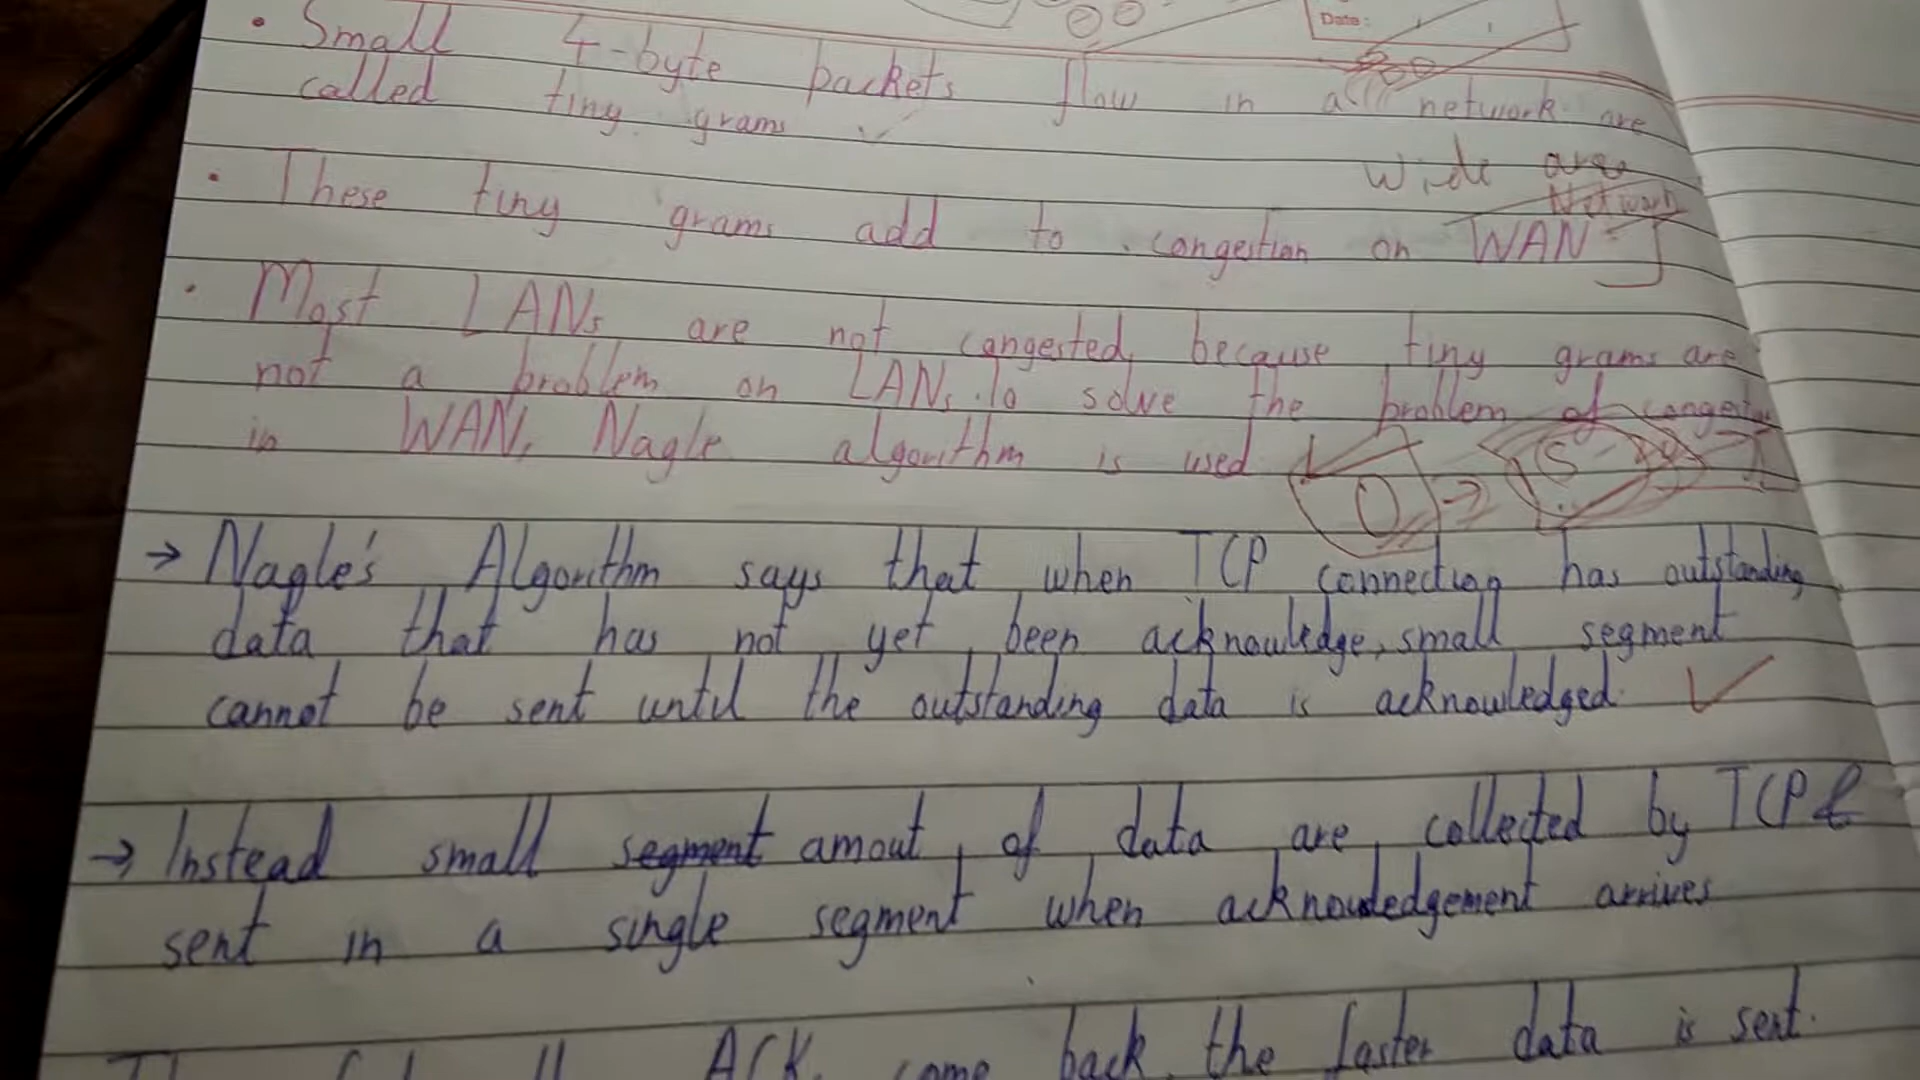 Date :
• Small 4-byte packets flow in a network are
called tiny grams
wide area
Network
• These tiny grams add to congestion on WAN
• Most LANs are not congested, because tiny grams are
not a problem on LANs. To solve the problem of
in WAN, Nagle algorithm is used
→ Nagle's Algorithm says that when TCP connection has outstanding
data that has not yet been acknowledge, small segment
cannot be sent until the outstanding data is acknowledged.
→ Instead small segment amout of data are collected by TCP &
sent in a single segment when acknowledgement arrives
ACK come back, the faster data is sent.